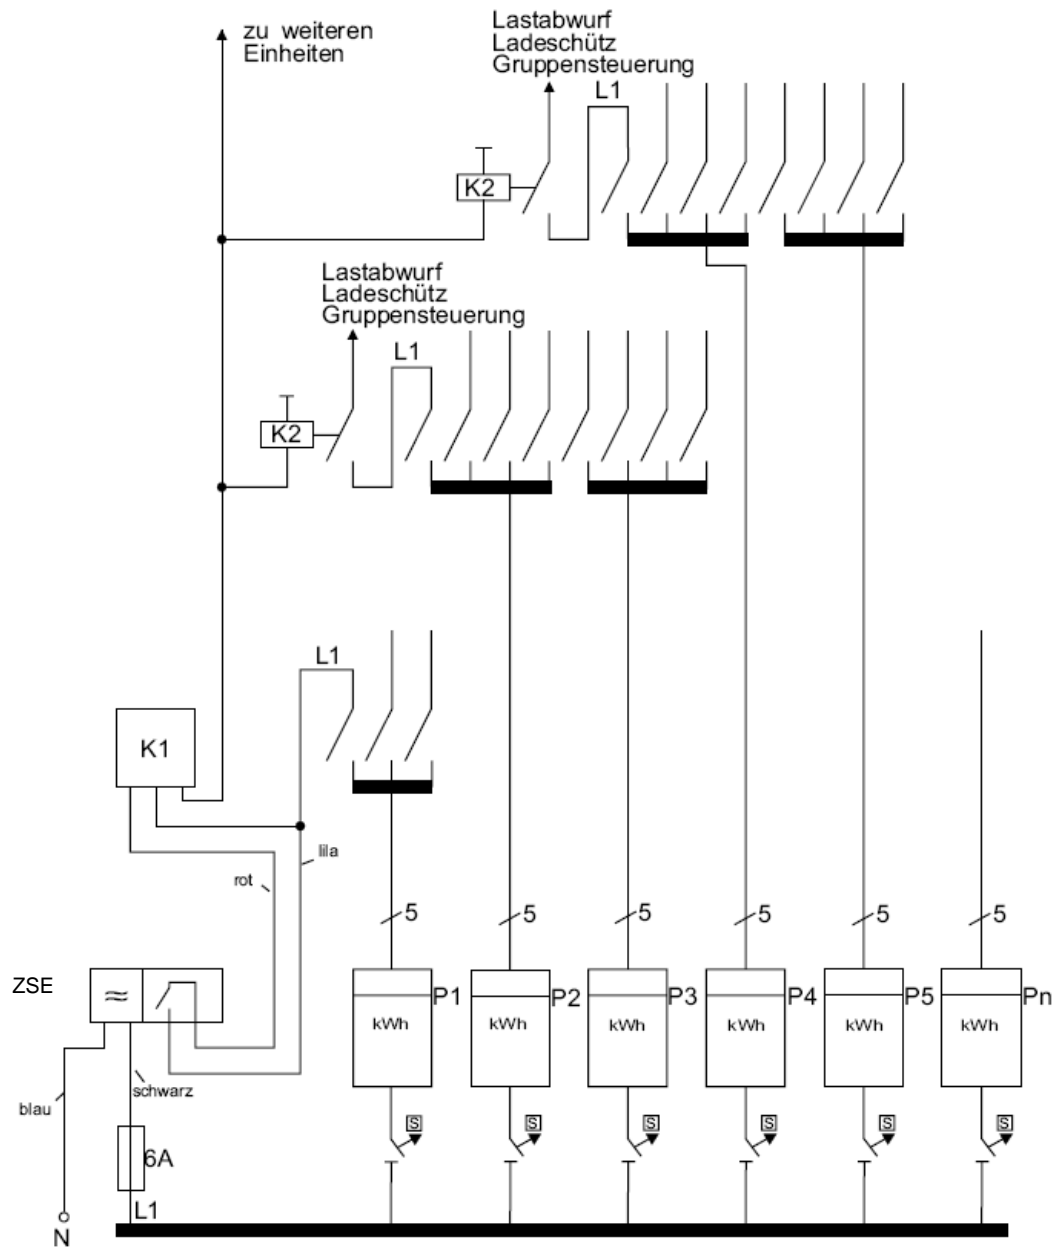 zu weiteren
Einheiten
Lastabwurf
Ladeschütz
Gruppensteuerung
L1
K2
Lastabwurf
Ladeschütz
Gruppensteuerung
L1
K2
L1
K1
lila
rot
5
5
5
5
5
5
ZSE
≈
P1
P2
P3
P4
P5
Pn
kWh
kWh
kWh
kWh
kWh
kWh
schwarz
blau
S
S
S
S
S
S
6A
L1
N